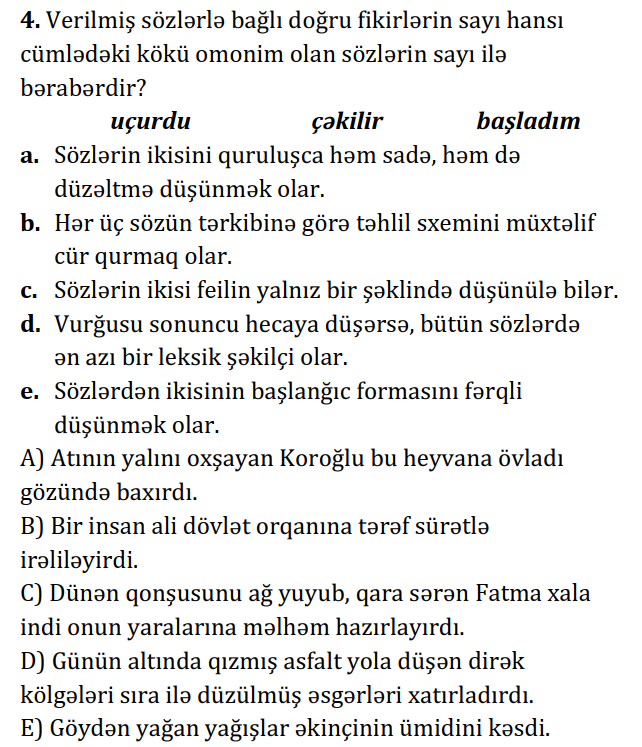 4. Verilmiş sözlərlə bağlı doğru fikirlərin sayı hansı
cümlədəki kökü omonim olan sözlərin sayı ilə
bərabərdir?
uçurdu çəkilir başladım
a. Sözlərin ikisini quruluşca həm sadə, həm də
düzəltmə düşünmək olar.
b. Hər üç sözün tərkibinə görə təhlil sxemini müxtəlif
cür qurmaq olar.
c. Sözlərin ikisi feilin yalnız bir şəklində düşünülə bilər.
d. Vurğusu sonuncu hecaya düşərsə, bütün sözlərdə
ən azı bir leksik şəkilçi olar.
e. Sözlərdən ikisinin başlanğıc formasını fərqli
düşünmək olar.
A) Atının yalını oxşayan Koroğlu bu heyvana övladı
gözündə baxırdı.
B) Bir insan ali dövlət orqanına tərəf sürətlə
irəliləyirdi.
C) Dünən qonşusunu ağ yuyub, qara sərən Fatma xala
indi onun yaralarına məlhəm hazırlayırdı.
D) Günün altında qızmış asfalt yola düşən dirək
kölgələri sıra ilə düzülmüş əsgərləri xatırladırdı.
E) Göydən yağan yağışlar əkinçinin ümidini kəsdi.